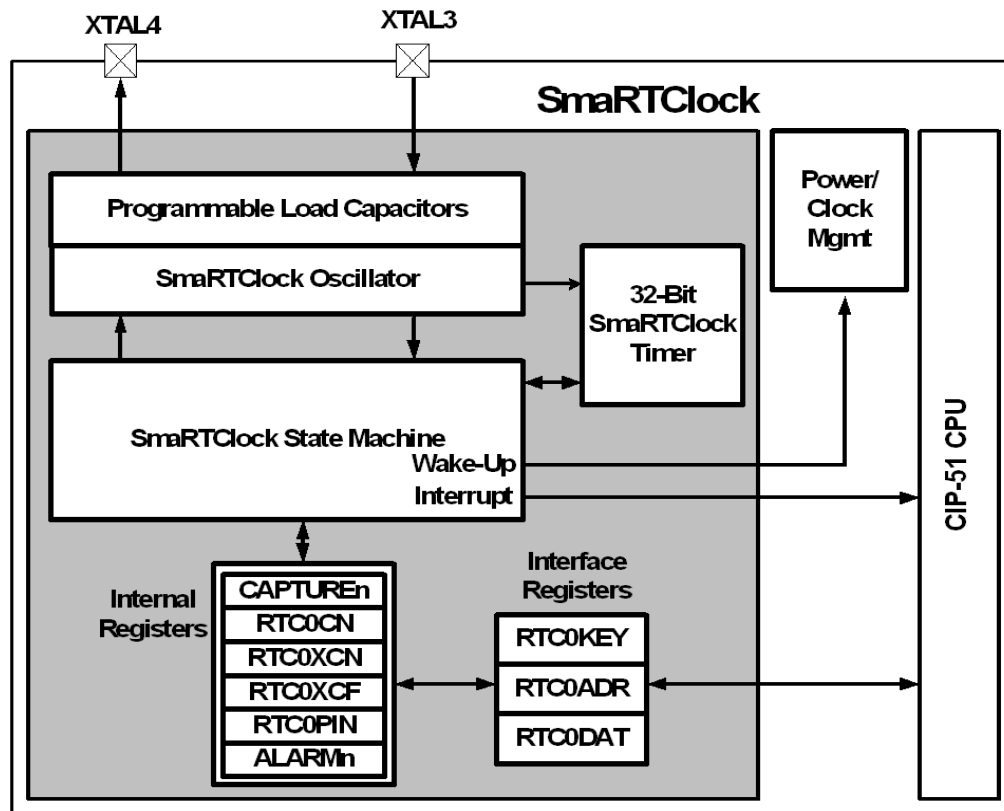 XTAL4
XTAL3
SmaRTClock
Programmable Load Capacitors
SmaRTClock Oscillator
32-Bit
SmaRTClock
Timer
Power/
Clock
Mgmt
SmaRTClock State Machine
Wake-Up
Interrupt
CIP-51 CPU
Internal
Registers
CAPTUREn
RTC0CN
RTC0XCN
RTC0XCF
RTC0PIN
ALARMn
Interface
Registers
RTC0KEY
RTC0ADR
RTC0DAT